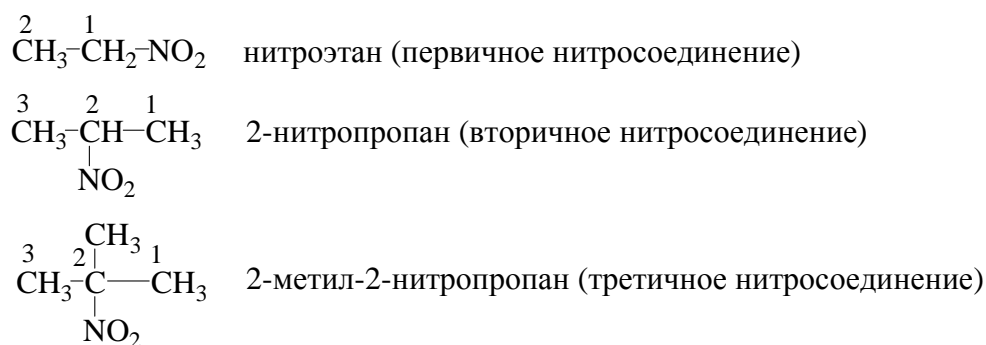 2 1
CH3-CH2-NO2 нитроэтан (первичное нитросоединение)
3 2 1
CH3-CH-CH3 2-нитропропан (вторичное нитросоединение)
NO2
CH3
3 2 1
CH3-C-CH3 2-метил-2-нитропропан (третичное нитросоединение)
NO2